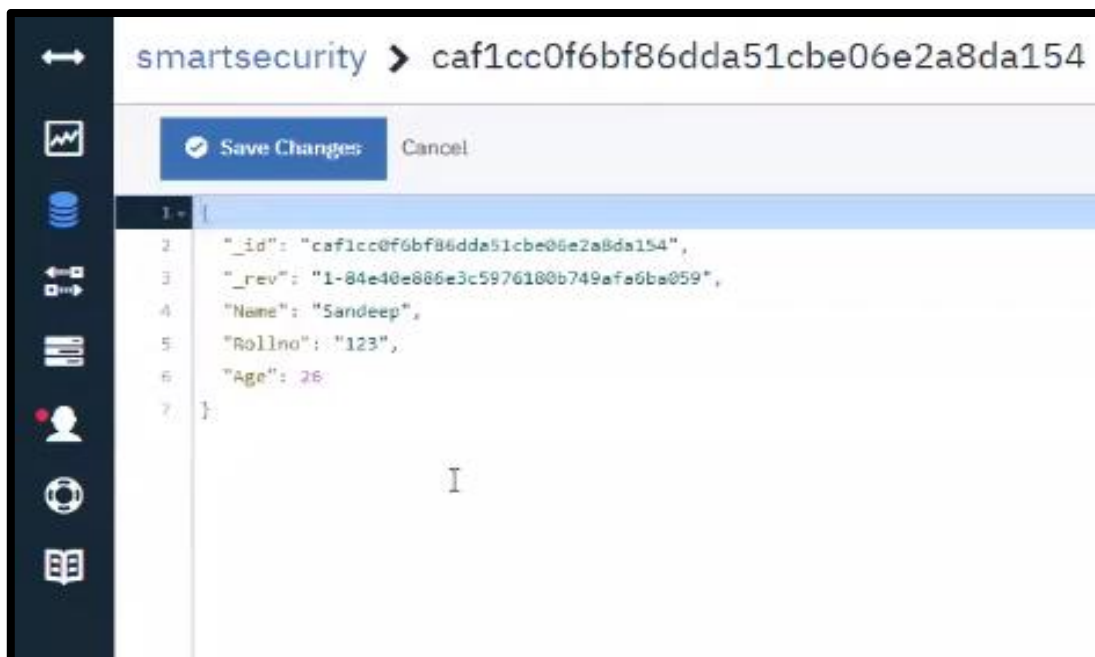 smartsecurity > caf1cc0f6bf86dda51cbe06e2a8da154
Save Changes Cancel
1 {
2 "_id": "caf1cc0f6bf86dda51cbe06e2a8da154",
3 "_rev": "1-84e40e886e3c5976180b749afa6ba059",
4 "Name": "Sandeep",
5 "Rollno": "123",
6 "Age": 26
7 }